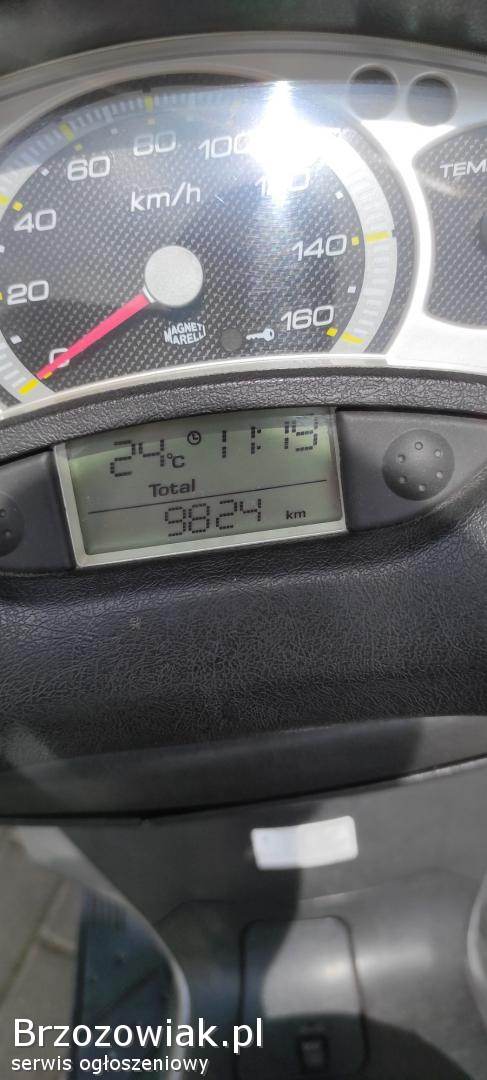 80
100
60
120
TEM
km/h
40
140
20
MAGNETI
MARELLI
160
0
24°C 11:19
Total
9824 km
Brzozowiak.pl
serwis ogłoszeniowy